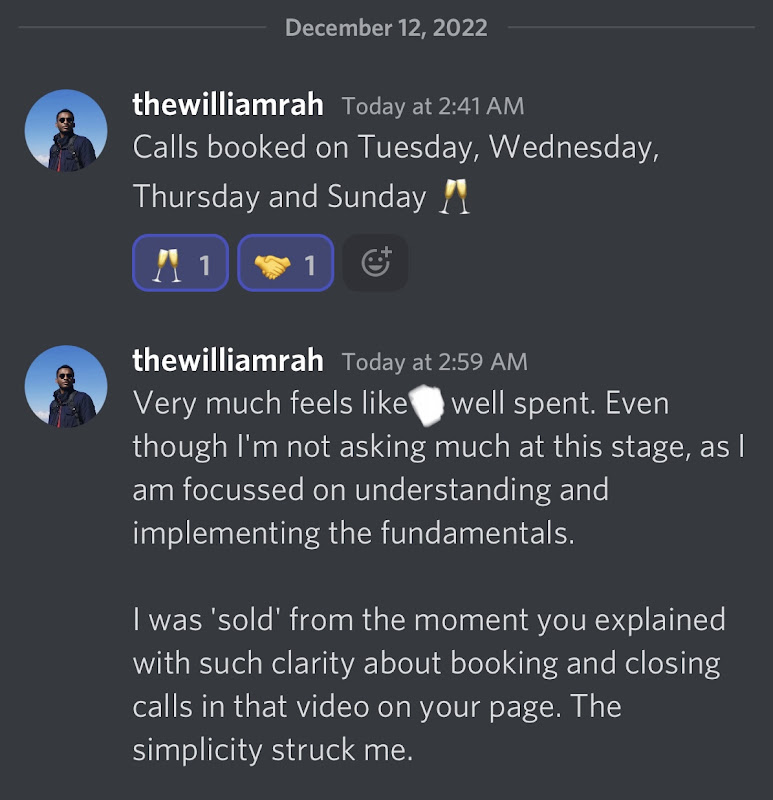 December 12, 2022
thewilliamrah Today at 2:41 AM
Calls booked on Tuesday, Wednesday,
Thursday and Sunday 🥂
🥂 1 🤝 1
thewilliamrah Today at 2:59 AM
Very much feels like well spent. Even
though I'm not asking much at this stage, as I
am focussed on understanding and
implementing the fundamentals.
I was 'sold' from the moment you explained
with such clarity about booking and closing
calls in that video on your page. The
simplicity struck me.